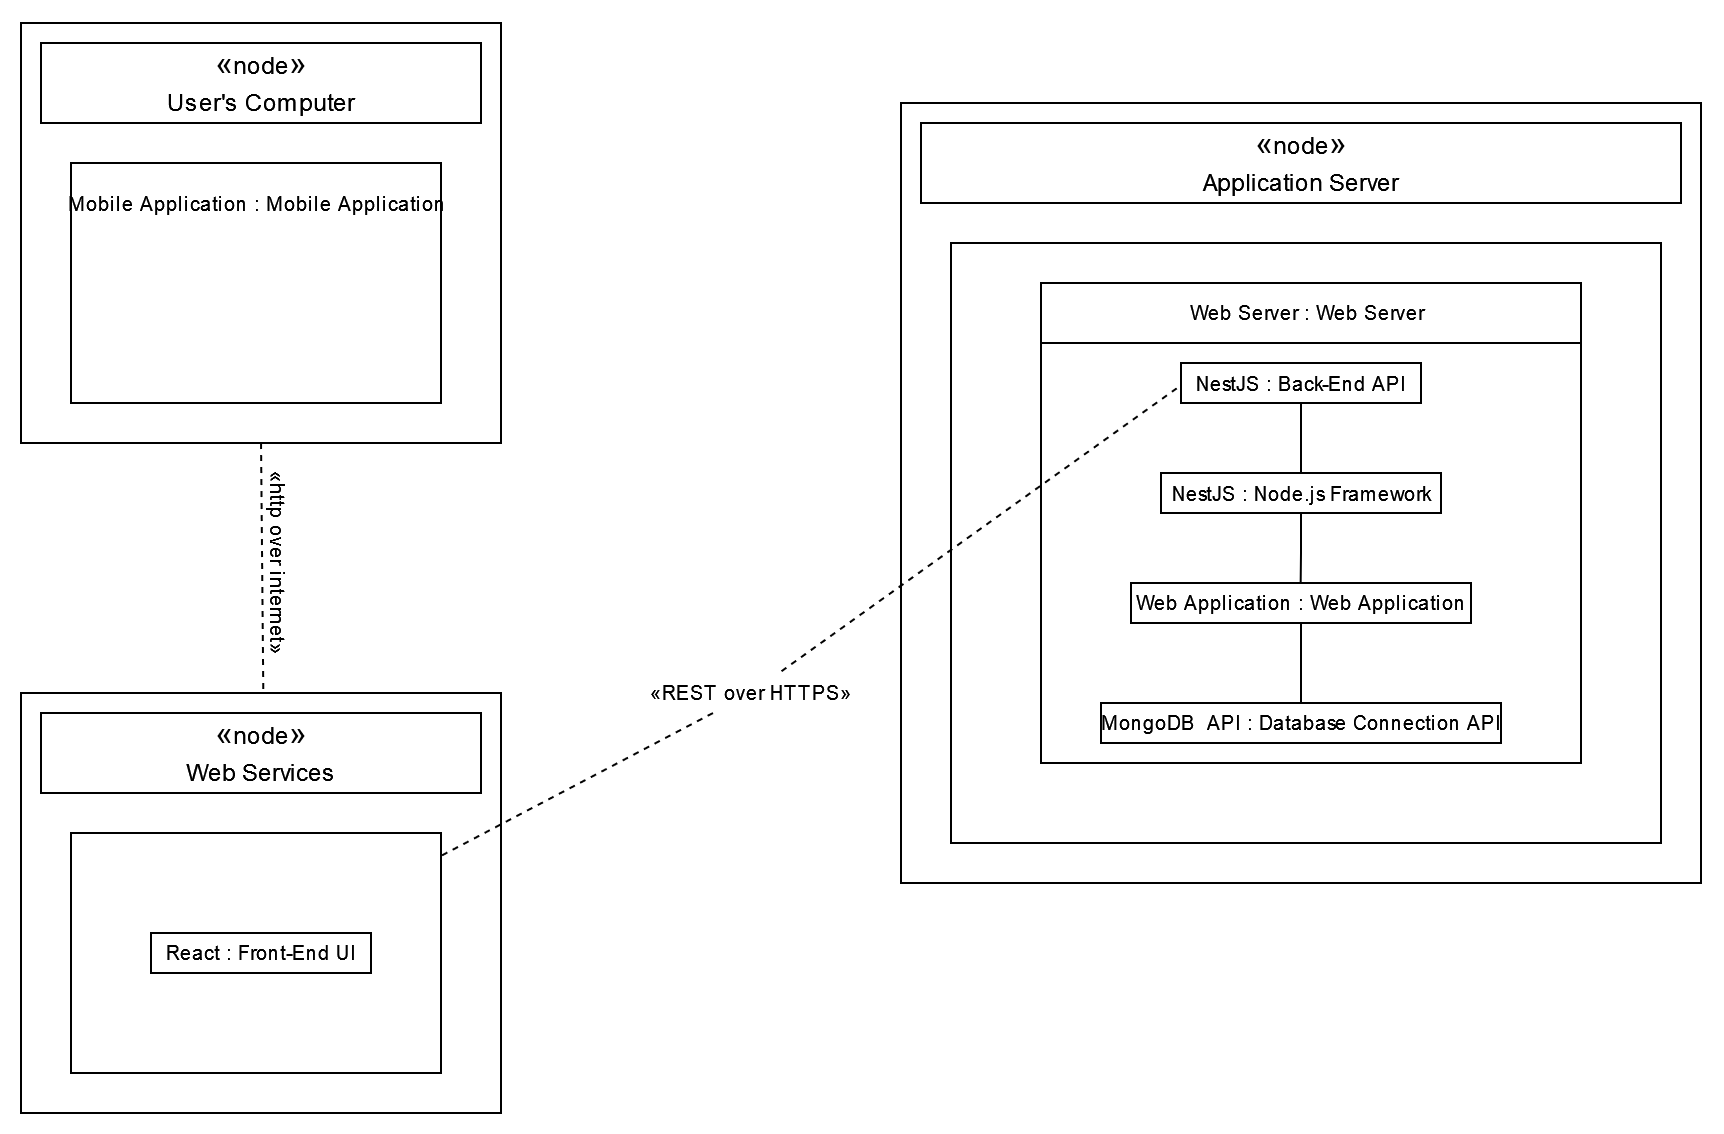 «node»
User's Computer
Mobile Application : Mobile Application
«http over internet»
«node»
Web Services
React : Front-End UI
«REST over HTTPS»
«node»
Application Server
Web Server : Web Server
NestJS : Back-End API
NestJS : Node.js Framework
Web Application : Web Application
MongoDB  API : Database Connection API